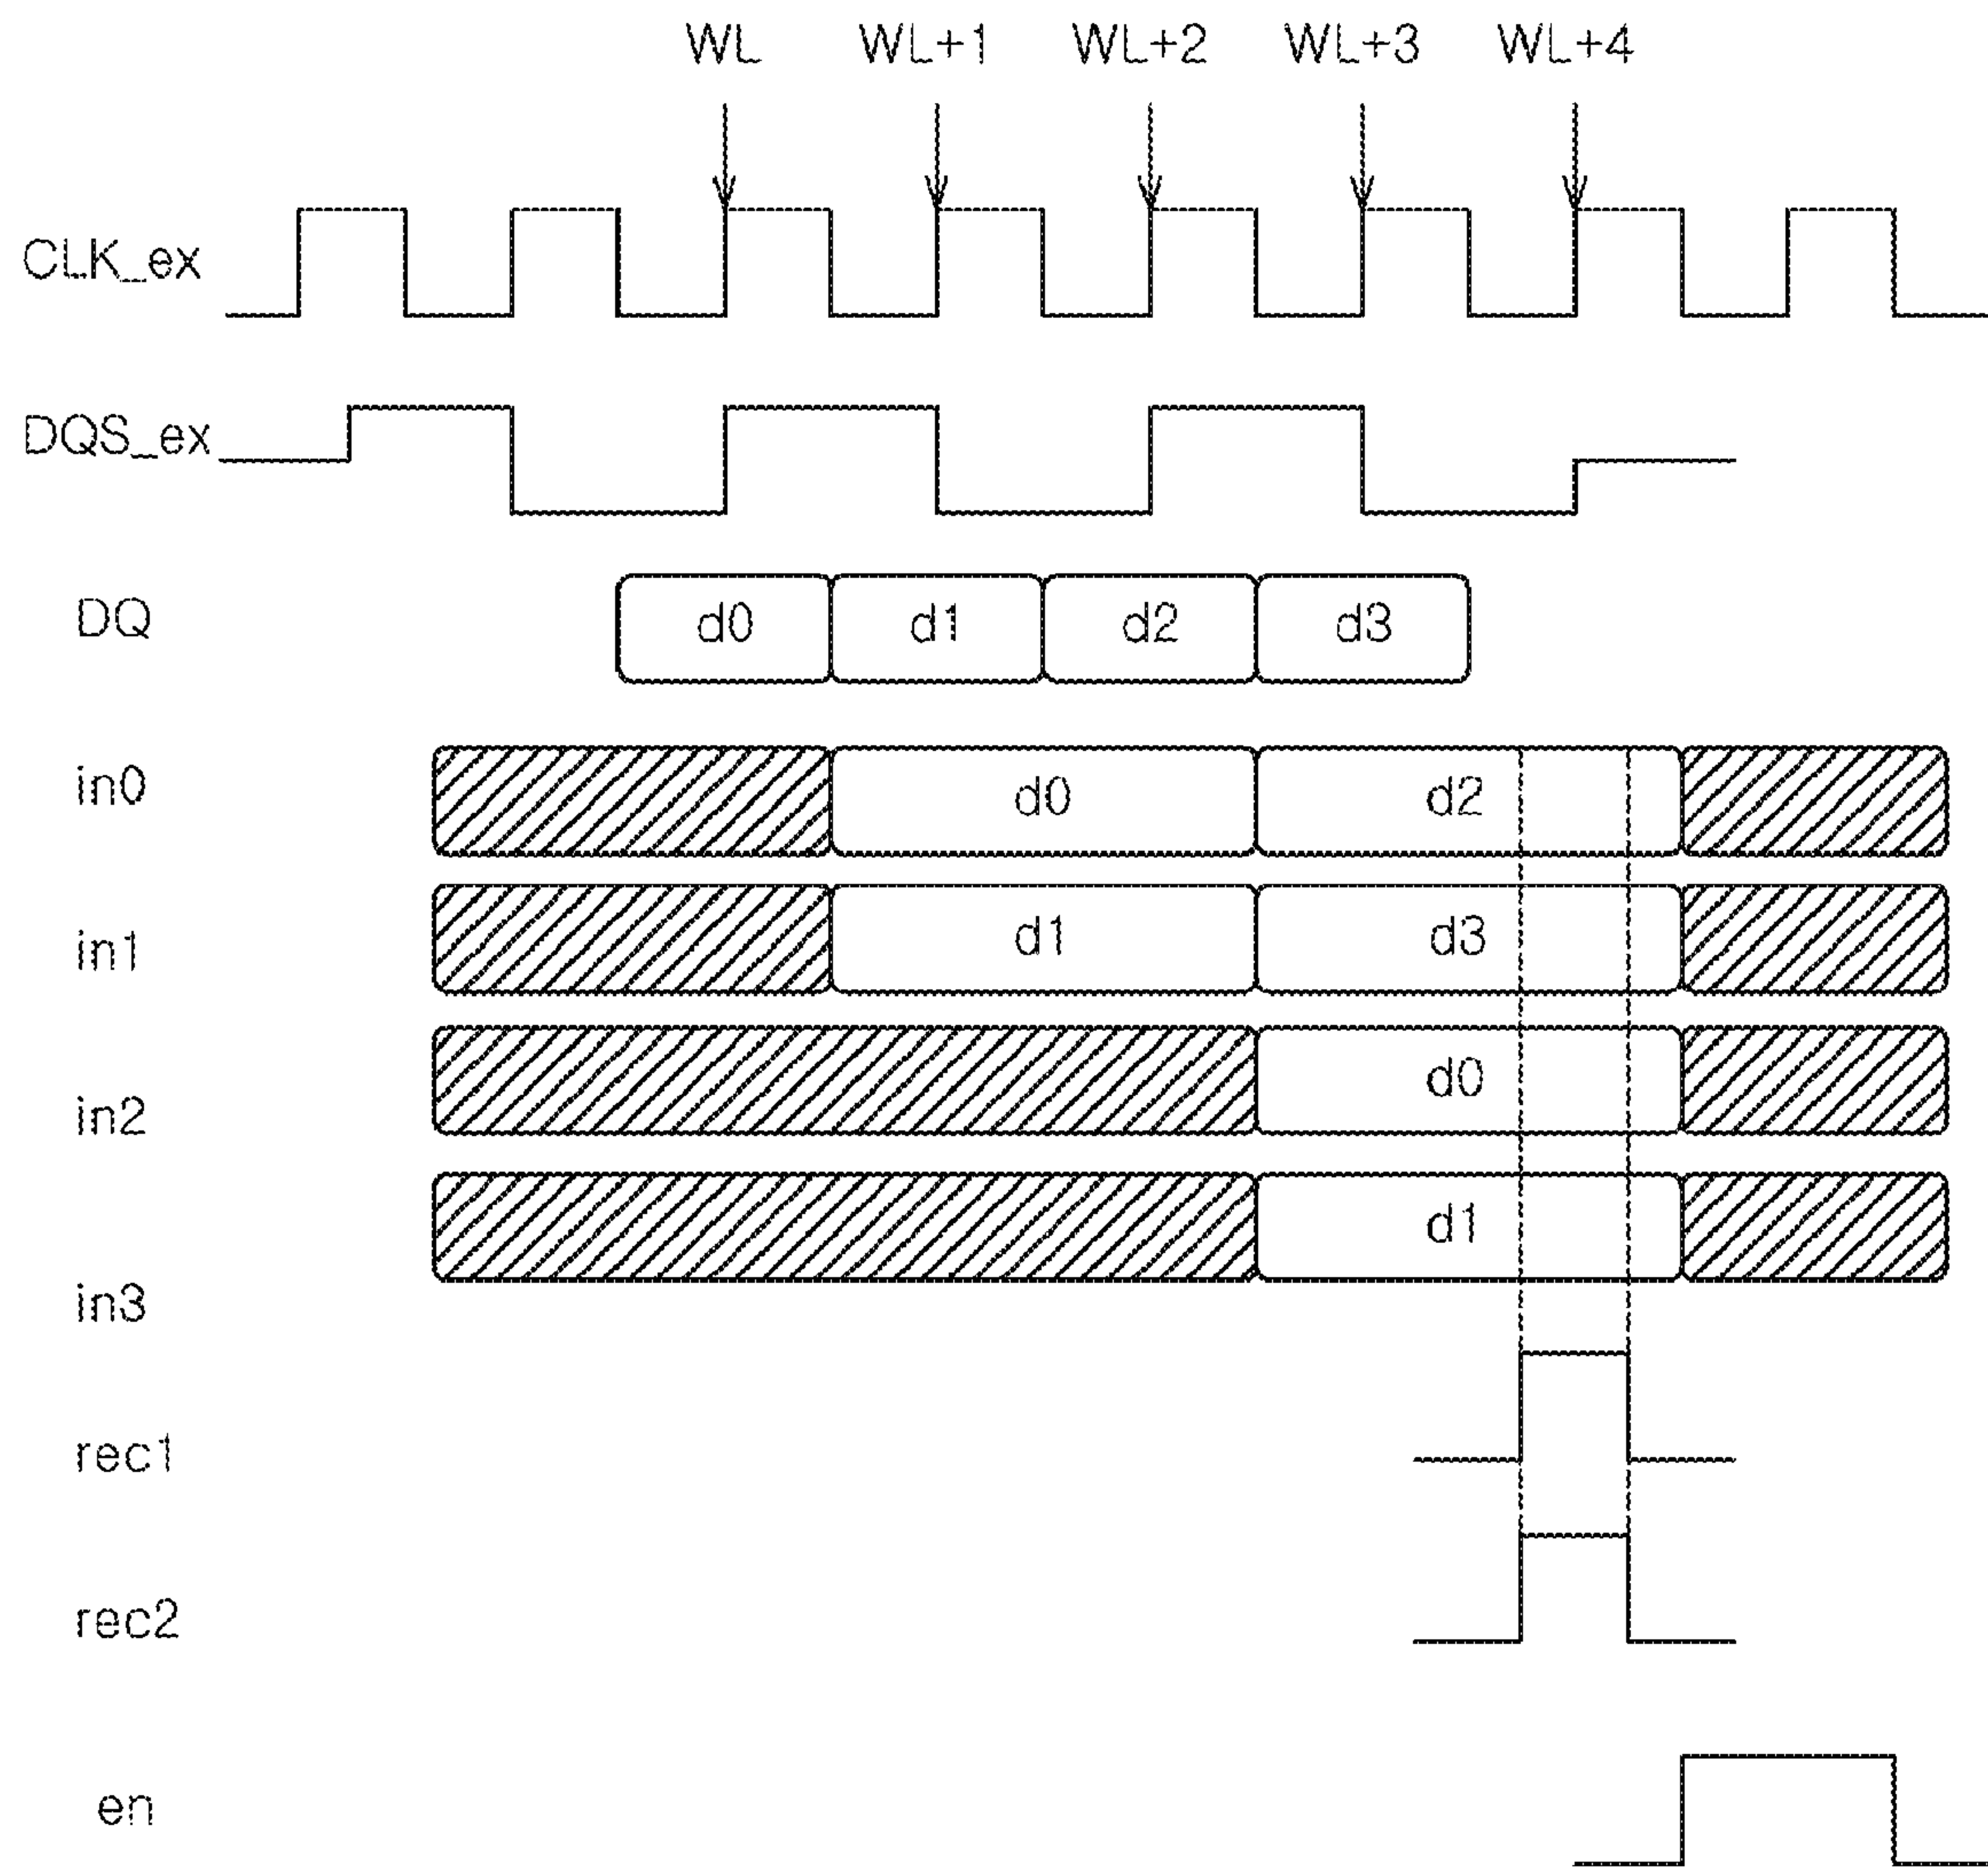 WL WL+1 WL+2 WL+3 WL+4
CLK_ex
DQS_ex
DQ d0 d1 d2 d3
in0 d0 d2
in1 d1 d3
in2 d0
in3 d1
rec1
rec2
en